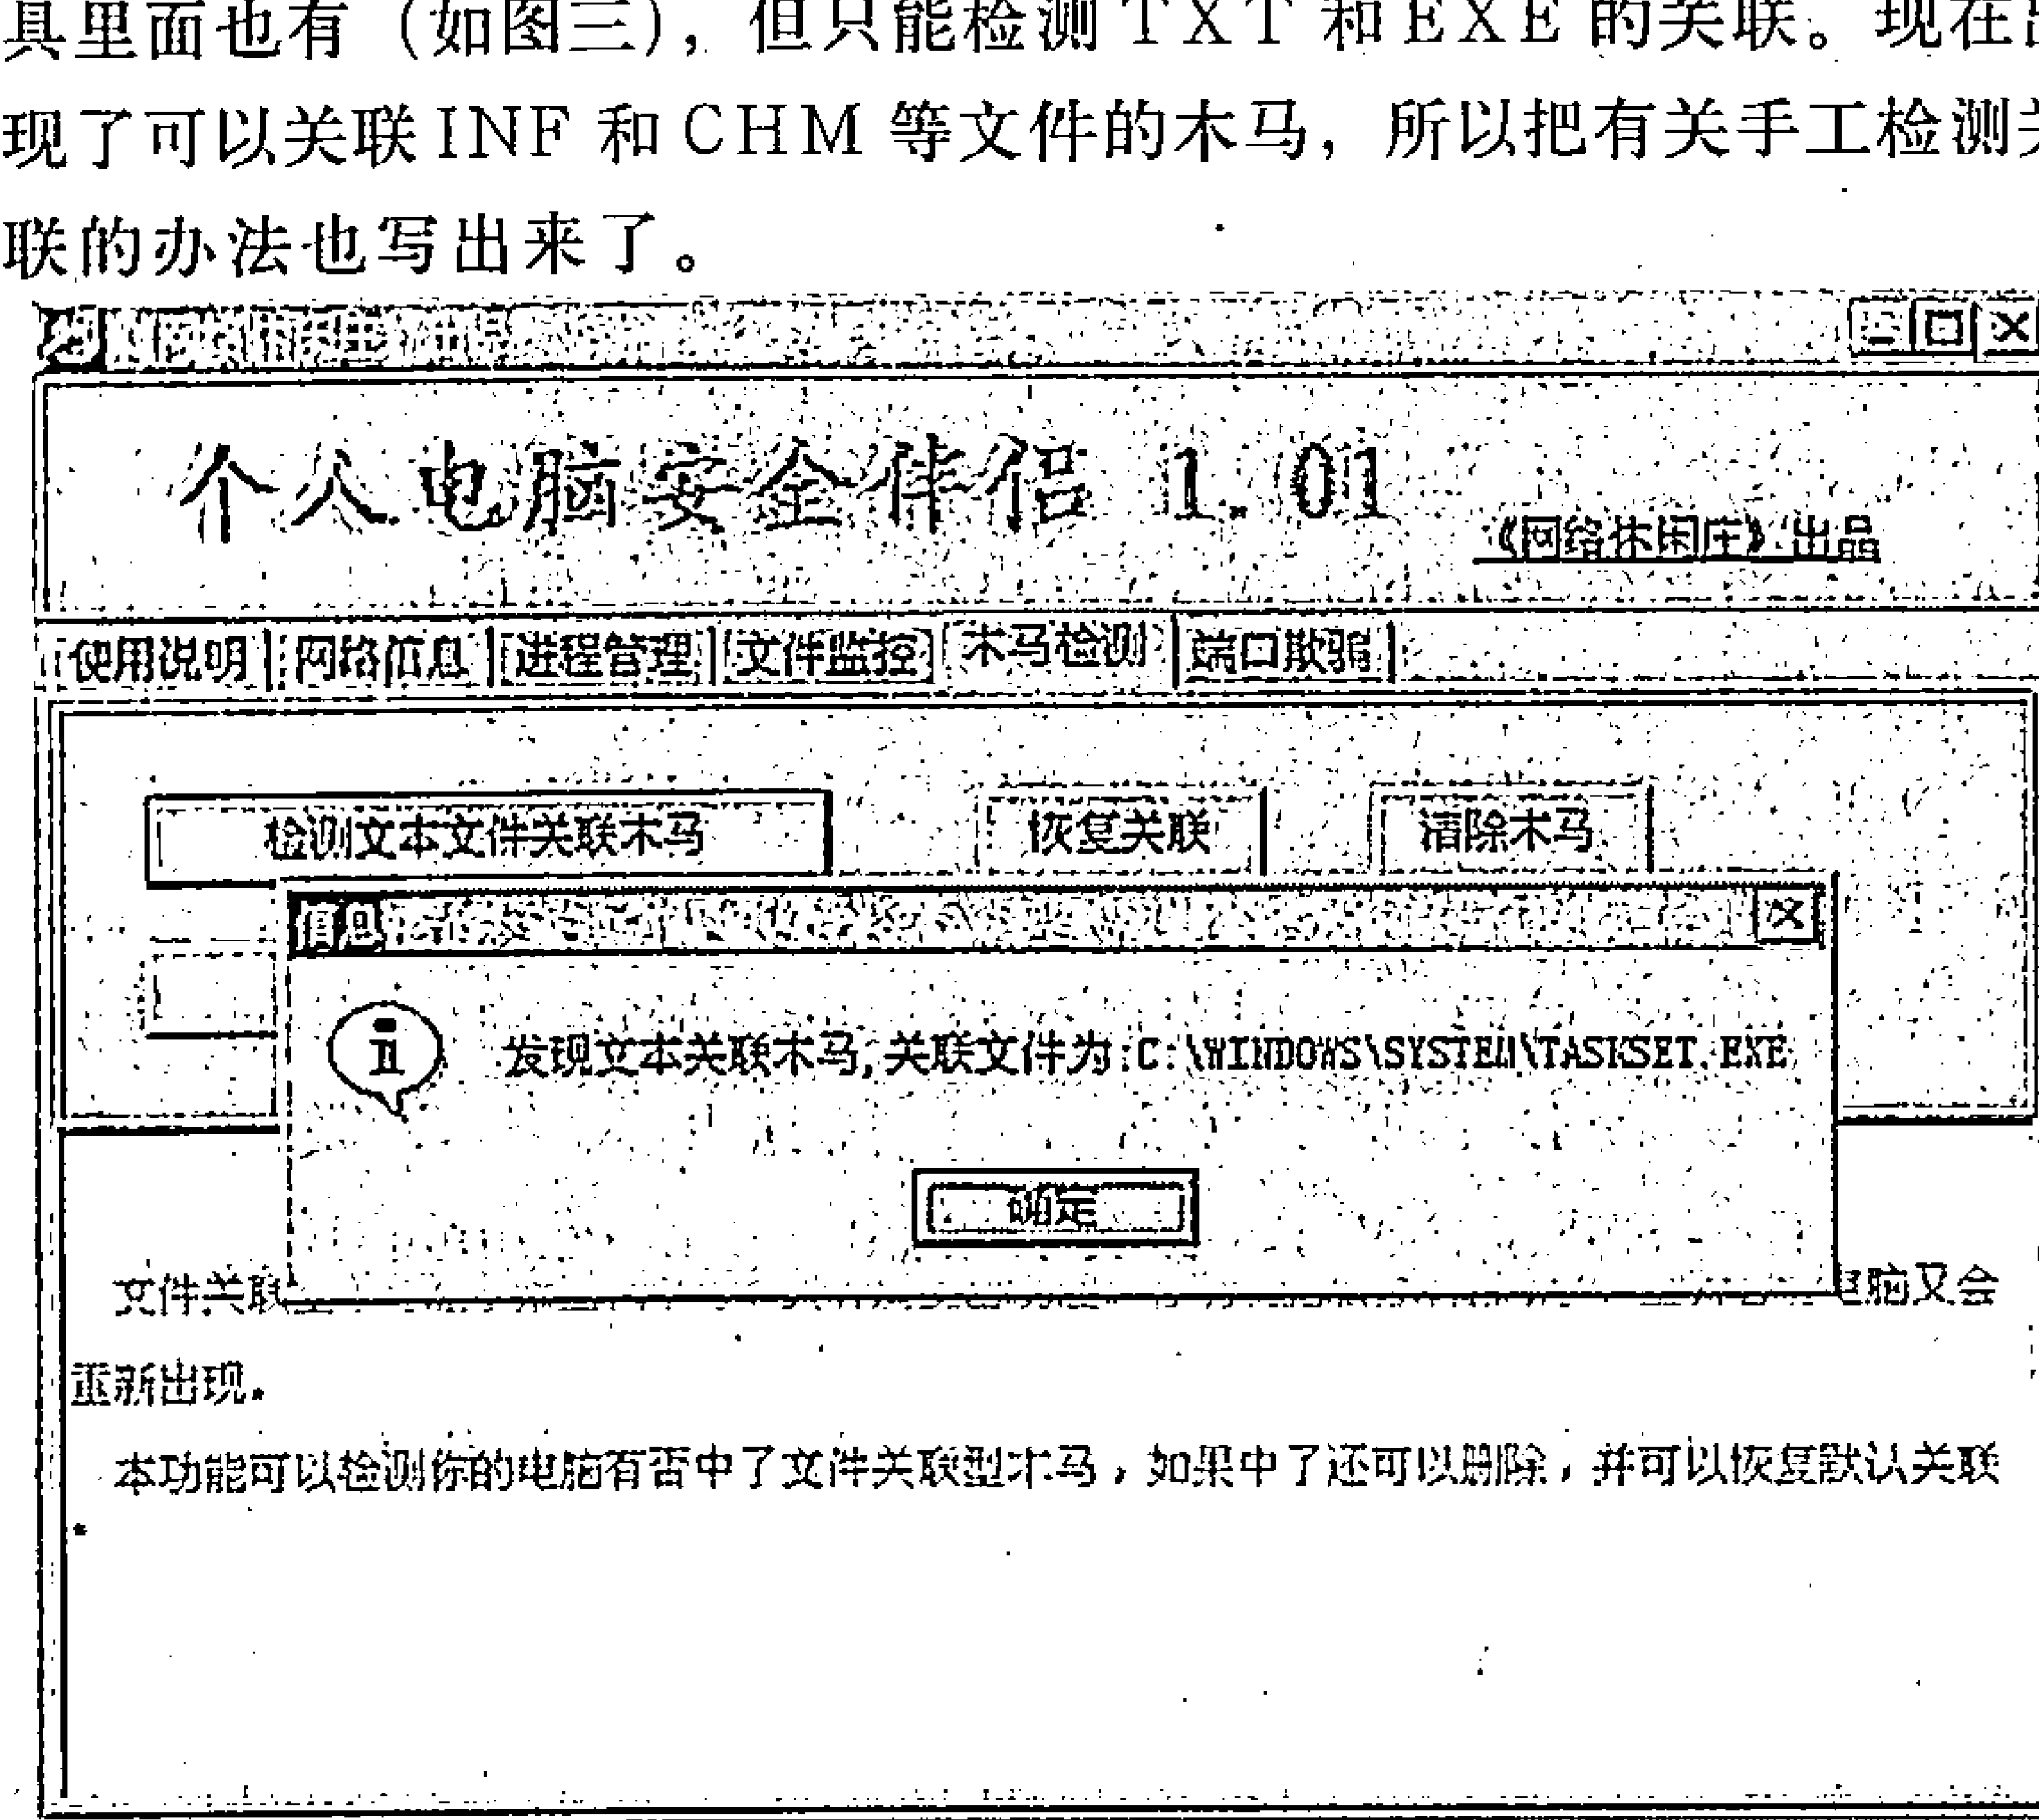 具里面也有（如图三），但只能检测TXT和EXE的关联。现在出
现了可以关联INF和CHM等文件的木马，所以把有关手工检测关
联的办法也写出来了。
个人电脑安全伴侣 1.01
《网络休闲庄》出品
使用说明 网络信息 进程管理 文件监控 木马检测 端口欺骗
检测文本文件关联木马 恢复关联 清除木马
信息
发现文本关联木马,关联文件为:C:\WINDOWS\SYSTEM\TASKSET.EXE
确定
文件关联 电脑又会
重新出现。
本功能可以检测你的电脑有否中了文件关联型木马，如果中了还可以删除，并可以恢复默认关联
。